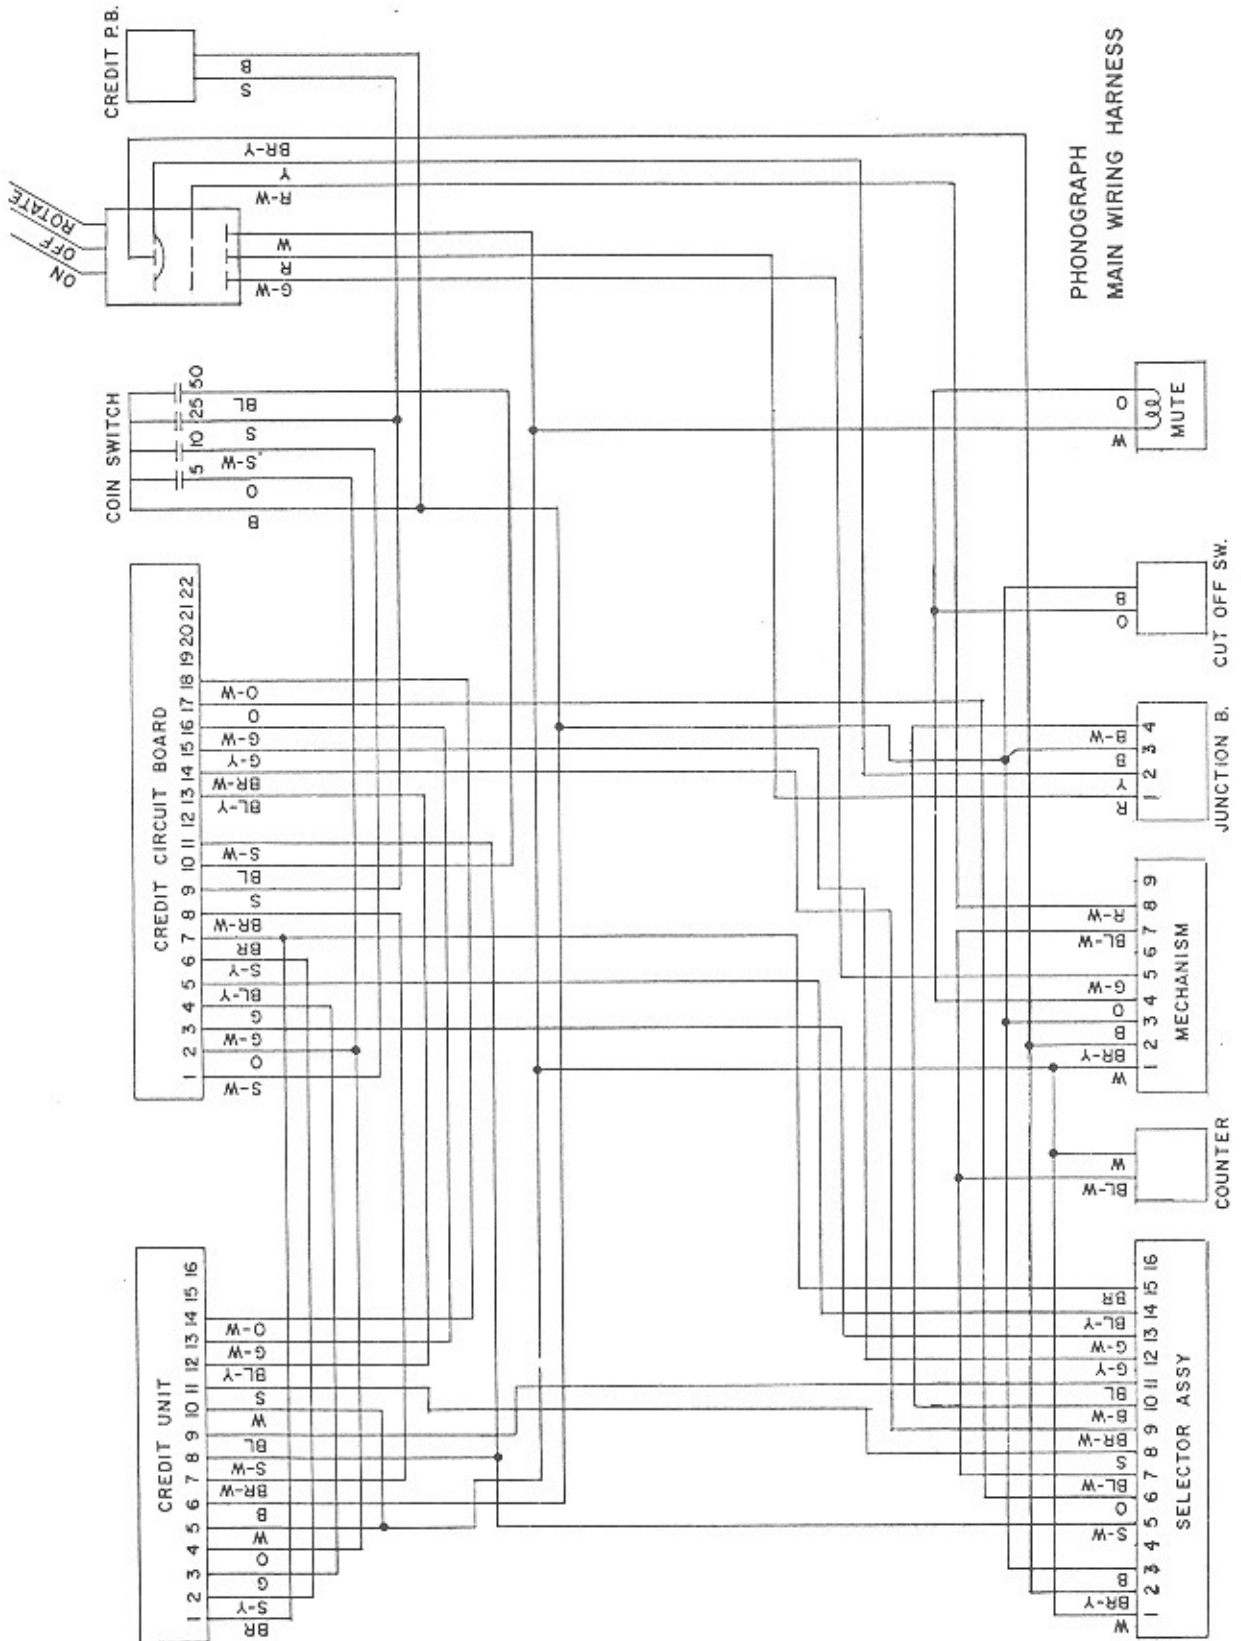 PHONOGRAPH
MAIN WIRING HARNESS
CREDIT P.B.
B
S
ROTATE
OFF
ON
BR-Y
Y
R-W
W
R
G-W
COIN SWITCH
50
25
10
5
BL
S
S-W
O
B
CREDIT CIRCUIT BOARD
1 2 3 4 5 6 7 8 9 10 11 13 14 15 16 17 18 19 20 21 22
O-W
O
G-W
G-Y
BR-W
BL-Y
S-W
BL
S
BR-W
BR
S-Y
BL-Y
G
G-W
O
S-W
CREDIT UNIT
1 2 3 4 5 6 7 8 9 10 11 12 13 14 15 16
O-W
G-W
BL-Y
S
W
BL
S-W
BR-W
B
W
O
G
S-Y
BR
MUTE
O
W
CUT OFF SW.
B
O
JUNCTION B.
1 2 3 4
B-W
B
Y
R
MECHANISM
1 2 3 4 5 6 7 8 9
R-W
BL-W
G-W
O
B
BR-Y
W
COUNTER
W
BL-W
SELECTOR ASSY
1 2 3 4 5 6 7 8 9 10 11 12 13 14 15 16
BR
BL-Y
G-W
G-Y
BL
B-W
BR-W
S
BL-W
O
S-W
B
BR-Y
W